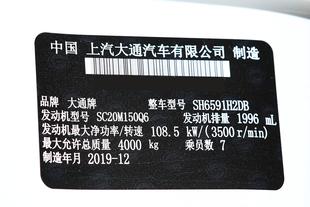 中国 上汽大通汽车有限公司 制造
品牌 大通牌 整车型号 SH6591H2DB
发动机型号 SC20M150Q6 发动机排量 1996 mL
发动机最大净功率/转速 108.5 kW/(3500 r/min)
最大允许总质量 4000 kg 乘员数 7
制造年月 2019-12